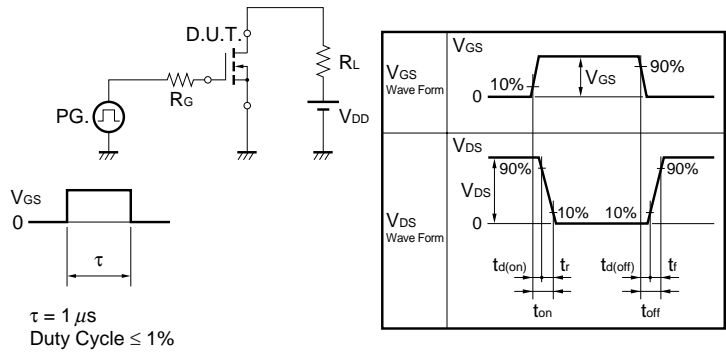 D.U.T.
RL
RG
PG.
VDD
VGS
0
τ
τ = 1 μs
Duty Cycle ≤ 1%
VGS
Wave Form
VGS
10%
VGS
90%
0
VDS
Wave Form
VDS
90%
90%
VDS
10%
10%
0
td(on)
tr
td(off)
tf
ton
toff